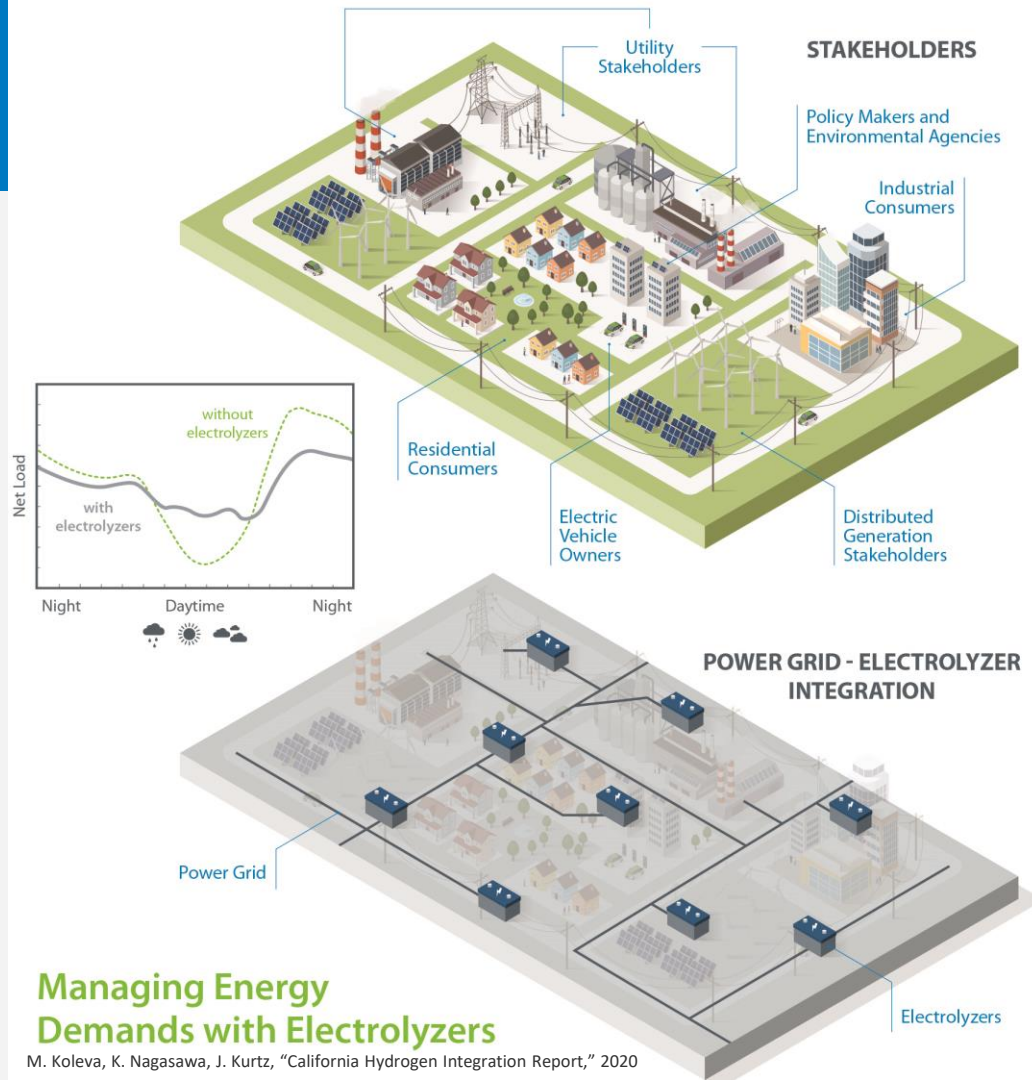 STAKEHOLDERS
Utility
Stakeholders
Policy Makers and
Environmental Agencies
Industrial
Consumers
Residential
Consumers
Electric
Vehicle
Owners
Distributed
Generation
Stakeholders
Net Load
without
electrolyzers
with
electrolyzers
Night
Daytime
Night
POWER GRID - ELECTROLYZER
INTEGRATION
Power Grid
Electrolyzers
Managing Energy
Demands with Electrolyzers
M. Koleva, K. Nagasawa, J. Kurtz, “California Hydrogen Integration Report,” 2020